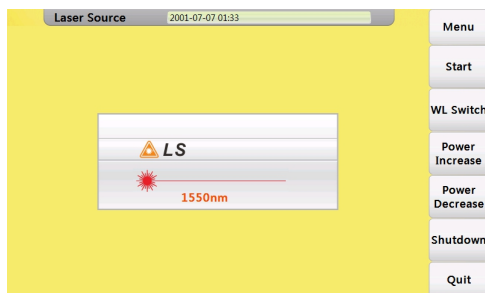 Laser Source 2001-07-07 01:33
Menu
Start
WL Switch
Power
Increase
Power
Decrease
Shutdown
Quit
LS
1550nm